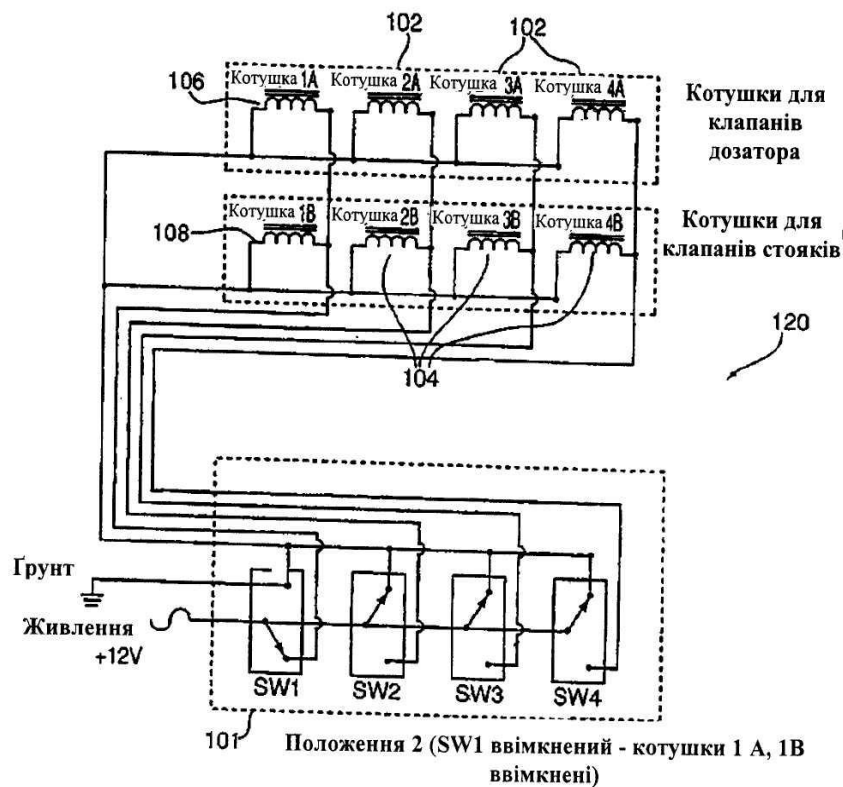 102
102
106
Котушка 1A
Котушка 2A
Котушка 3A
Котушка 4A
Котушки для
клапанів
дозатора
108
Котушка 1B
Котушка 2B
Котушка 3B
Котушка 4B
Котушки для
клапанів стояків
104
120
Ґрунт
Живлення
+12V
SW1
SW2
SW3
SW4
101
Положення 2 (SW1 ввімкнений - котушки 1 А, 1В
ввімкнені)